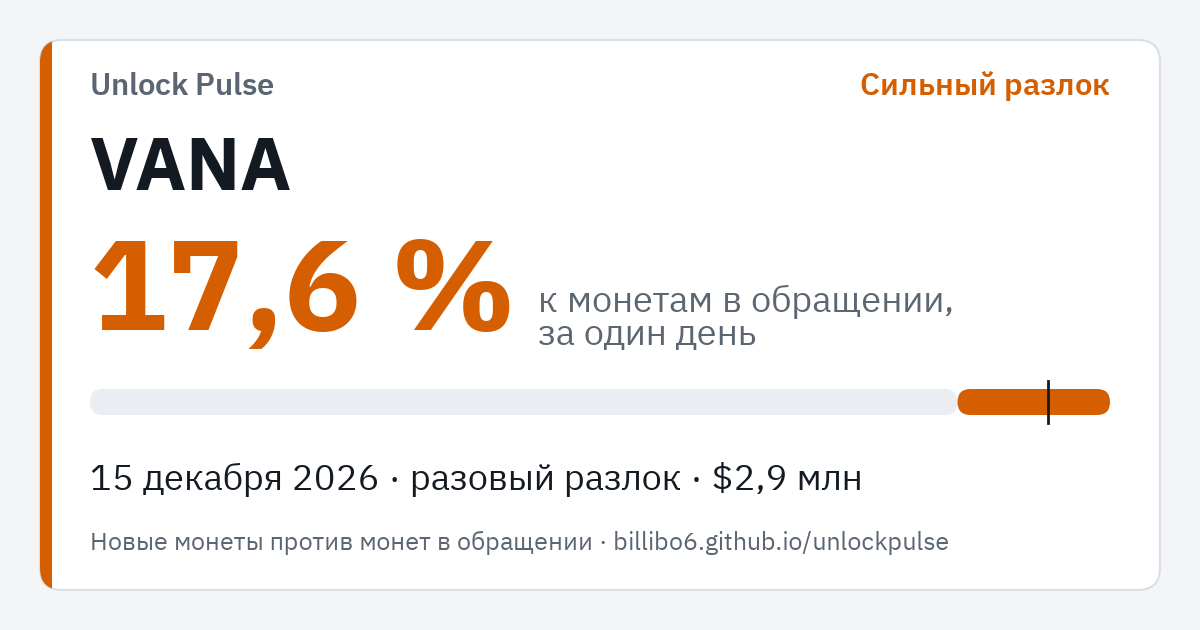 Unlock Pulse
Сильный разлок
VANA
17,6 %
к монетам в обращении,
за один день
15 декабря 2026 · разовый разлок · $2,9 млн
Новые монеты против монет в обращении · billibo6.github.io/unlockpulse